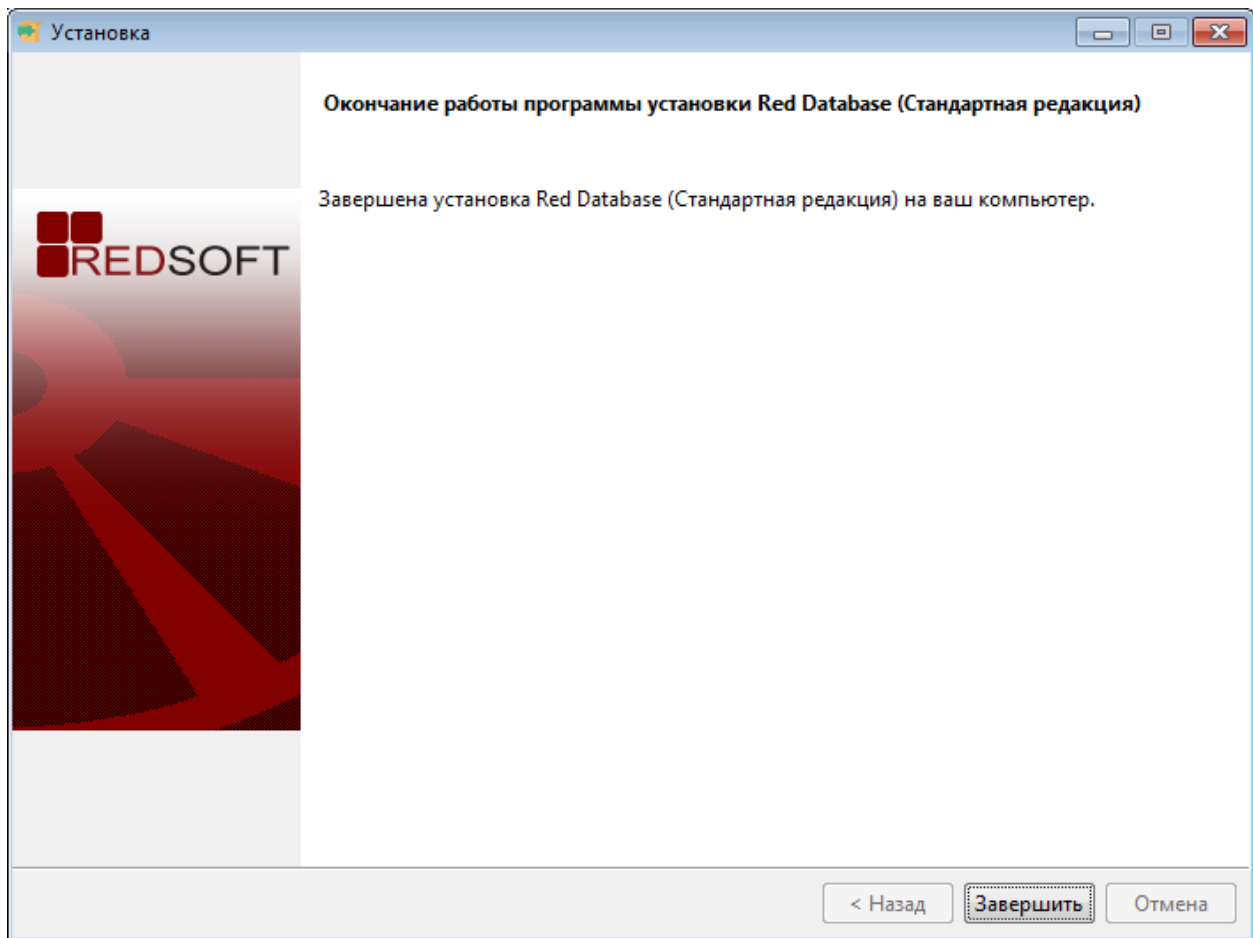 Установка
Окончание работы программы установки Red Database (Стандартная редакция)
Завершена установка Red Database (Стандартная редакция) на ваш компьютер.
REDSOFT
< Назад
Завершить
Отмена